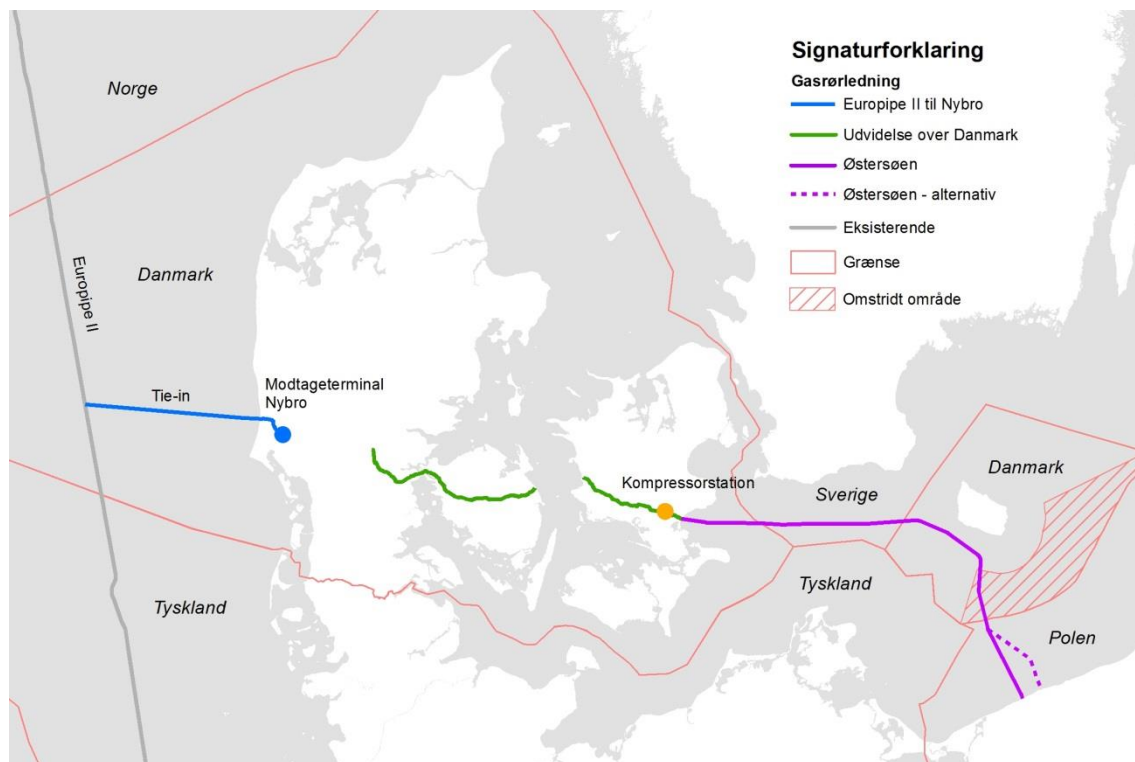 Signaturforklaring
Gasrørledning
Europipe II til Nybro
Udvidelse over Danmark
Østersøen
Østersøen - alternativ
Eksisterende
Grænse
Omstridt område
Norge
Danmark
Europipe II
Tie-in
Modtageterminal
Nybro
Kompressorstation
Danmark
Sverige
Tyskland
Tyskland
Polen